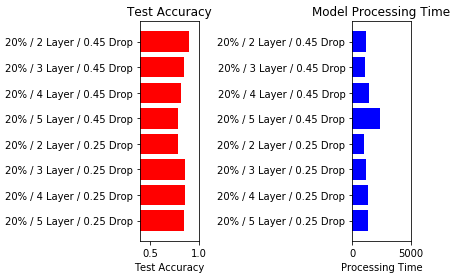 Test Accuracy
20% / 2 Layer / 0.45 Drop
20% / 3 Layer / 0.45 Drop
20% / 4 Layer / 0.45 Drop
20% / 5 Layer / 0.45 Drop
20% / 2 Layer / 0.25 Drop
20% / 3 Layer / 0.25 Drop
20% / 4 Layer / 0.25 Drop
20% / 5 Layer / 0.25 Drop
0.5 1.0
Test Accuracy
Model Processing Time
20% / 2 Layer / 0.45 Drop
20% / 3 Layer / 0.45 Drop
20% / 4 Layer / 0.45 Drop
20% / 5 Layer / 0.45 Drop
20% / 2 Layer / 0.25 Drop
20% / 3 Layer / 0.25 Drop
20% / 4 Layer / 0.25 Drop
20% / 5 Layer / 0.25 Drop
0 5000
Processing Time